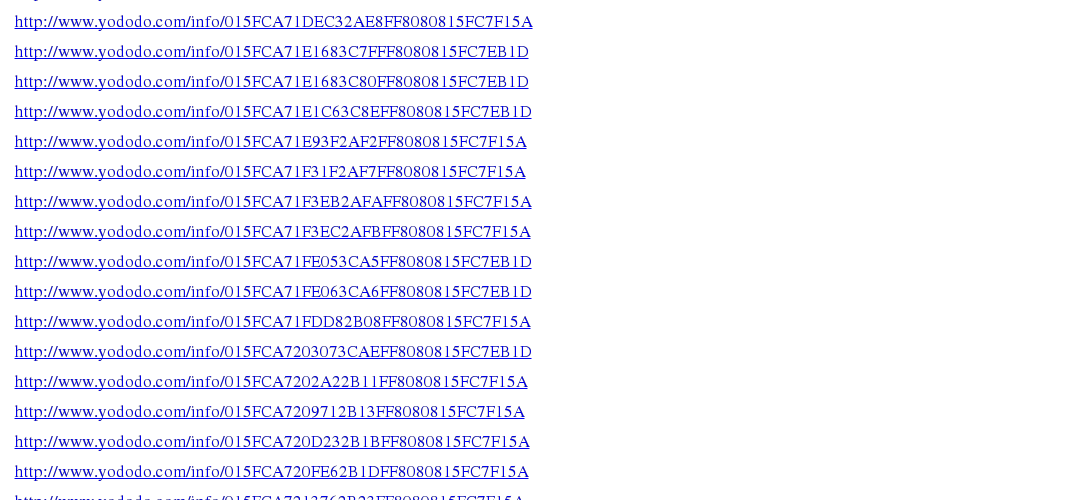 http://www.yododo.com/info/015FCA71DEC32AE8FF8080815FC7F15A
http://www.yododo.com/info/015FCA71E1683C7FFF8080815FC7EB1D
http://www.yododo.com/info/015FCA71E1683C80FF8080815FC7EB1D
http://www.yododo.com/info/015FCA71E1C63C8EFF8080815FC7EB1D
http://www.yododo.com/info/015FCA71E93F2AF2FF8080815FC7F15A
http://www.yododo.com/info/015FCA71F31F2AF7FF8080815FC7F15A
http://www.yododo.com/info/015FCA71F3EB2AFAFF8080815FC7F15A
http://www.yododo.com/info/015FCA71F3EC2AFBFF8080815FC7F15A
http://www.yododo.com/info/015FCA71FE053CA5FF8080815FC7EB1D
http://www.yododo.com/info/015FCA71FE063CA6FF8080815FC7EB1D
http://www.yododo.com/info/015FCA71FDD82B08FF8080815FC7F15A
http://www.yododo.com/info/015FCA7203073CAEFF8080815FC7EB1D
http://www.yododo.com/info/015FCA7202A22B11FF8080815FC7F15A
http://www.yododo.com/info/015FCA7209712B13FF8080815FC7F15A
http://www.yododo.com/info/015FCA720D232B1BFF8080815FC7F15A
http://www.yododo.com/info/015FCA720FE62B1DFF8080815FC7F15A